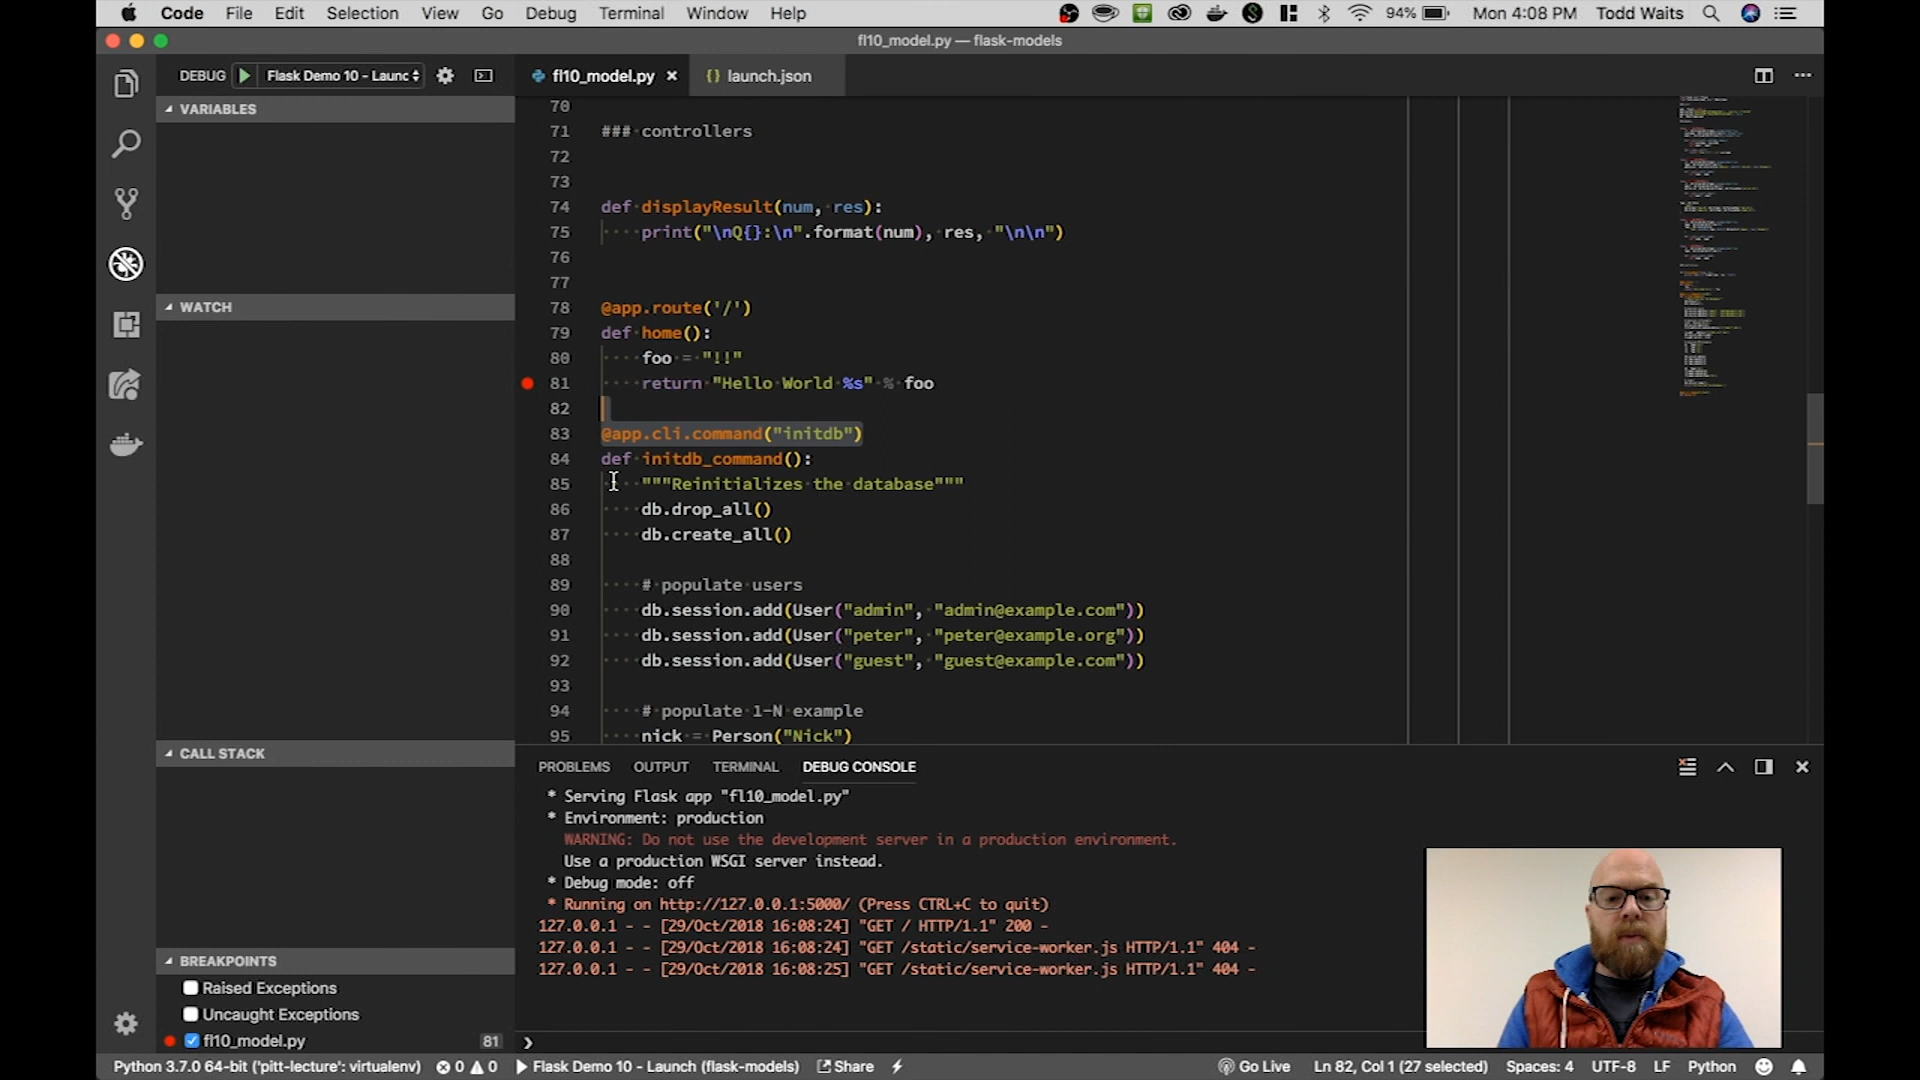 Code File Edit Selection View Go Debug Terminal Window Help 94% Mon 4:08 PM Todd Waits
fl10_model.py — flask-models
DEBUG Flask Demo 10 - Launc
fl10_model.py
{} launch.json
VARIABLES
WATCH
CALL STACK
BREAKPOINTS
Raised Exceptions
Uncaught Exceptions
fl10_model.py 81
70
71 ### controllers
72
73
74 def displayResult(num, res):
75 print("\nQ{}:\n".format(num), res, "\n\n")
76
77
78 @app.route('/')
79 def home():
80 foo = "!!"
81 return "Hello World %s" % foo
82
83 @app.cli.command("initdb")
84 def initdb_command():
85 """Reinitializes the database"""
86 db.drop_all()
87 db.create_all()
88
89 # populate users
90 db.session.add(User("admin", "admin@example.com"))
91 db.session.add(User("peter", "peter@example.org"))
92 db.session.add(User("guest", "guest@example.com"))
93
94 # populate 1-N example
95 nick = Person("Nick")
PROBLEMS OUTPUT TERMINAL DEBUG CONSOLE
* Serving Flask app "fl10_model.py"
* Environment: production
WARNING: Do not use the development server in a production environment.
Use a production WSGI server instead.
* Debug mode: off
* Running on http://127.0.0.1:5000/ (Press CTRL+C to quit)
127.0.0.1 - - [29/Oct/2018 16:08:24] "GET / HTTP/1.1" 200 -
127.0.0.1 - - [29/Oct/2018 16:08:24] "GET /static/service-worker.js HTTP/1.1" 404 -
127.0.0.1 - - [29/Oct/2018 16:08:25] "GET /static/service-worker.js HTTP/1.1" 404 -
Python 3.7.0 64-bit ('pitt-lecture': virtualenv) 0 0 Flask Demo 10 - Launch (flask-models) Share Go Live Ln 82, Col 1 (27 selected) Spaces: 4 UTF-8 LF Python